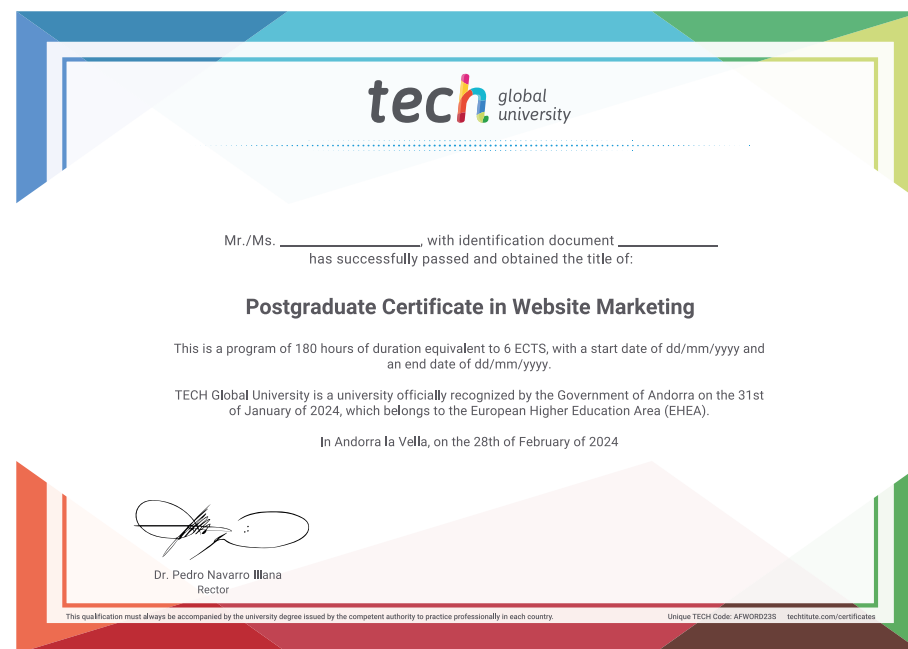 tech global
university
Mr./Ms. ____________________, with identification document ______________
has successfully passed and obtained the title of:
Postgraduate Certificate in Website Marketing
This is a program of 180 hours of duration equivalent to 6 ECTS, with a start date of dd/mm/yyyy and
an end date of dd/mm/yyyy.
TECH Global University is a university officially recognized by the Government of Andorra on the 31st
of January of 2024, which belongs to the European Higher Education Area (EHEA).
In Andorra la Vella, on the 28th of February of 2024
Dr. Pedro Navarro Illana
Rector
This qualification must always be accompanied by the university degree issued by the competent authority to practice professionally in each country.
Unique TECH Code: AFWORD23S techtitute.com/certificates